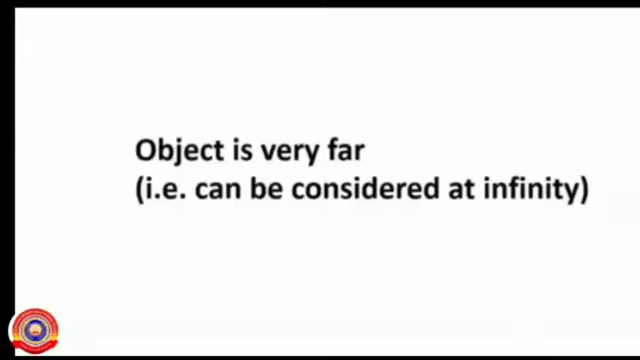 Object is very far
(i.e. can be considered at infinity)